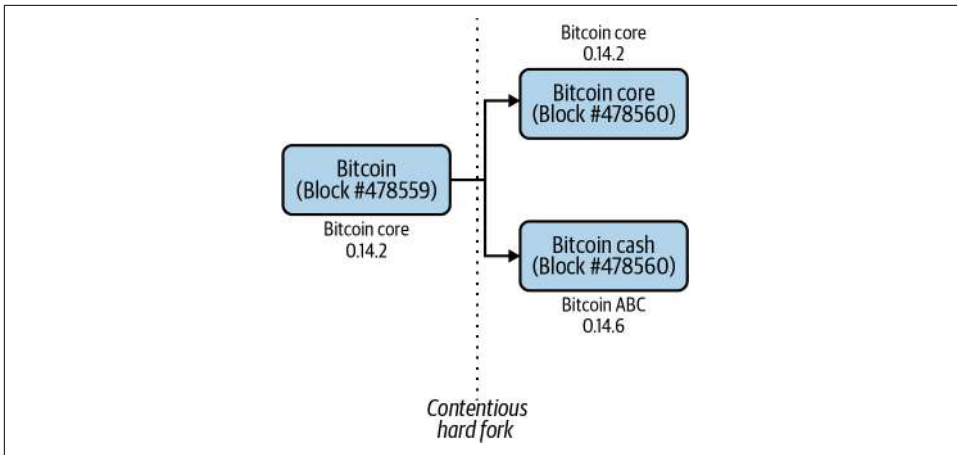 Bitcoin core
0.14.2
Bitcoin core
(Block #478560)
Bitcoin
(Block #478559)
Bitcoin core
0.14.2
Bitcoin cash
(Block #478560)
Bitcoin ABC
0.14.6
Contentious
hard fork